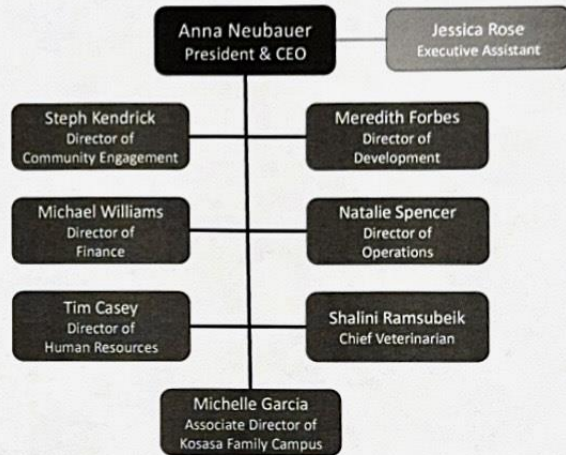 Anna Neubauer
President & CEO
Jessica Rose
Executive Assistant
Steph Kendrick
Director of
Community Engagement
Meredith Forbes
Director of
Development
Michael Williams
Director of
Finance
Natalie Spencer
Director of
Operations
Tim Casey
Director of
Human Resources
Shalini Ramsubeik
Chief Veterinarian
Michelle Garcia
Associate Director of
Kosasa Family Campus